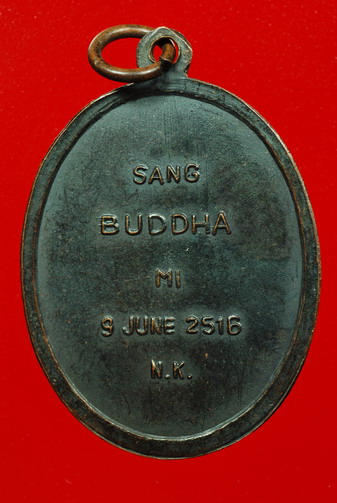 SANG
BUDDHA
MI
9 JUNE 2516
N.K.